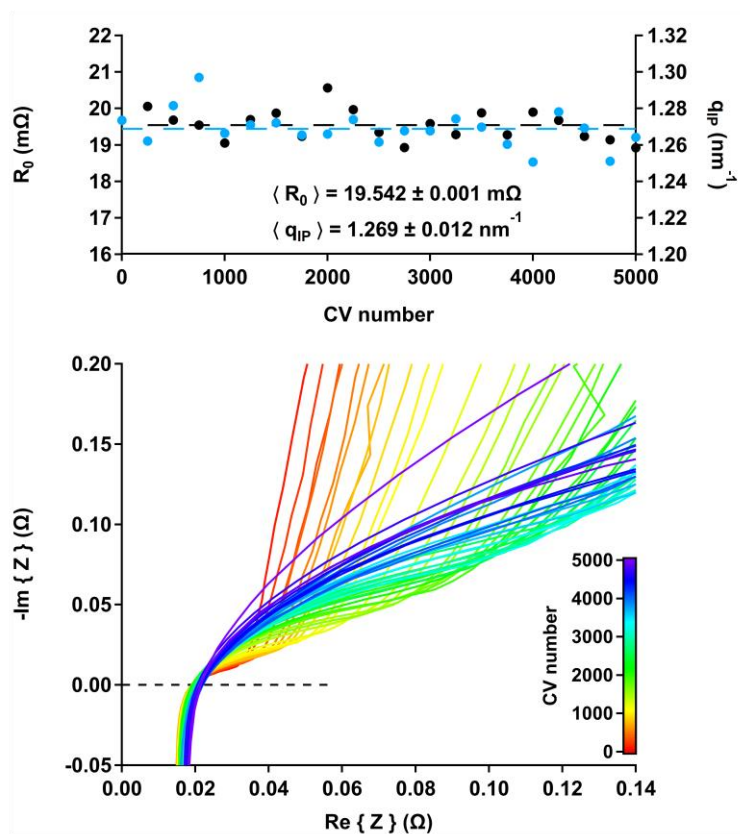 22
21
20
19
18
17
16
R0 (mΩ)
1.32
1.30
1.28
1.26
1.24
1.22
1.20
qIP (nm-1)
⟨ R0 ⟩ = 19.542 ± 0.001 mΩ
⟨ qIP ⟩ = 1.269 ± 0.012 nm-1
0 1000 2000 3000 4000 5000
CV number
0.20
0.15
0.10
0.05
0.00
-0.05
-Im { Z } (Ω)
5000
4000
3000
2000
1000
0
CV number
0.00 0.02 0.04 0.06 0.08 0.10 0.12 0.14
Re { Z } (Ω)